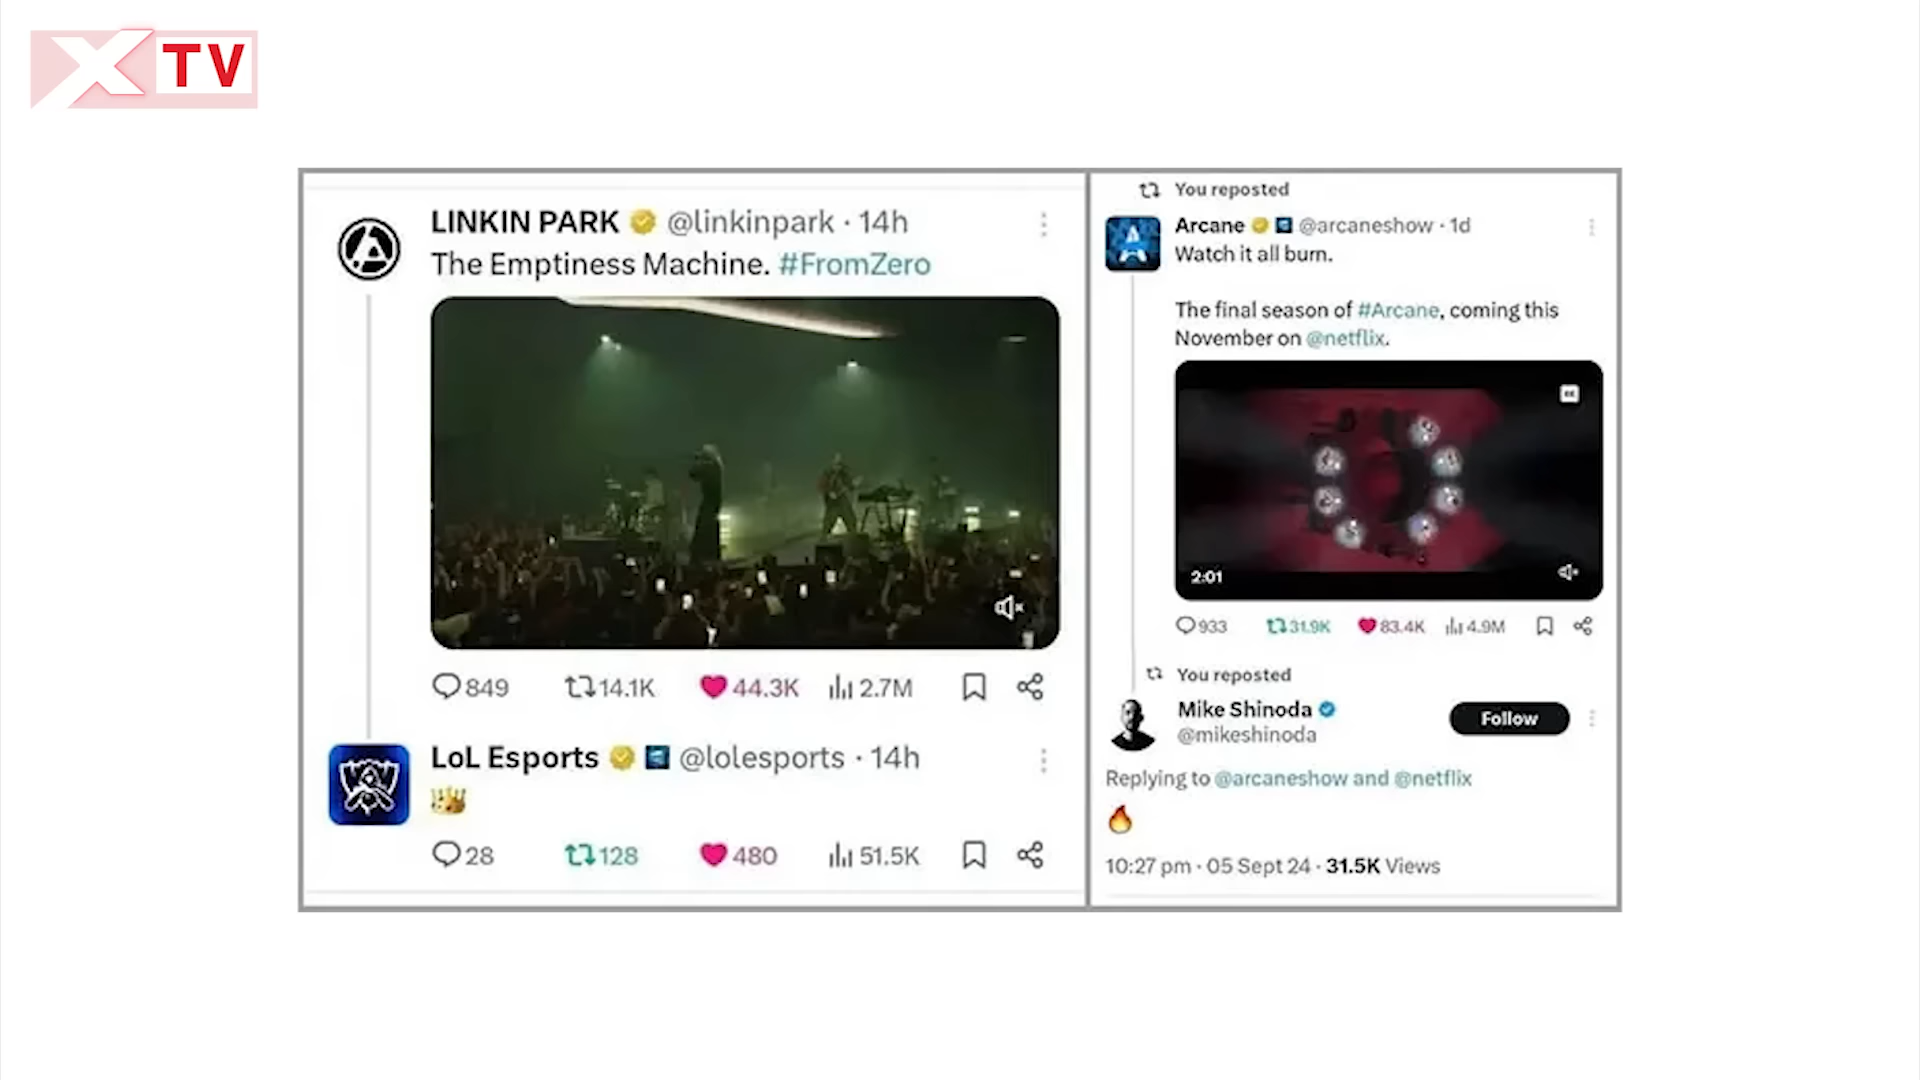 XTV
LINKIN PARK @linkinpark · 14h
The Emptiness Machine. #FromZero
849 14.1K 44.3K 2.7M
LoL Esports @lolesports · 14h
28 128 480 51.5K
You reposted
Arcane @arcaneshow · 1d
Watch it all burn.
The final season of #Arcane, coming this
November on @netflix.
2:01
933 31.9K 83.4K 4.9M
You reposted
Mike Shinoda
@mikeshinoda
Follow
Replying to @arcaneshow and @netflix
10:27 pm · 05 Sept 24 · 31.5K Views